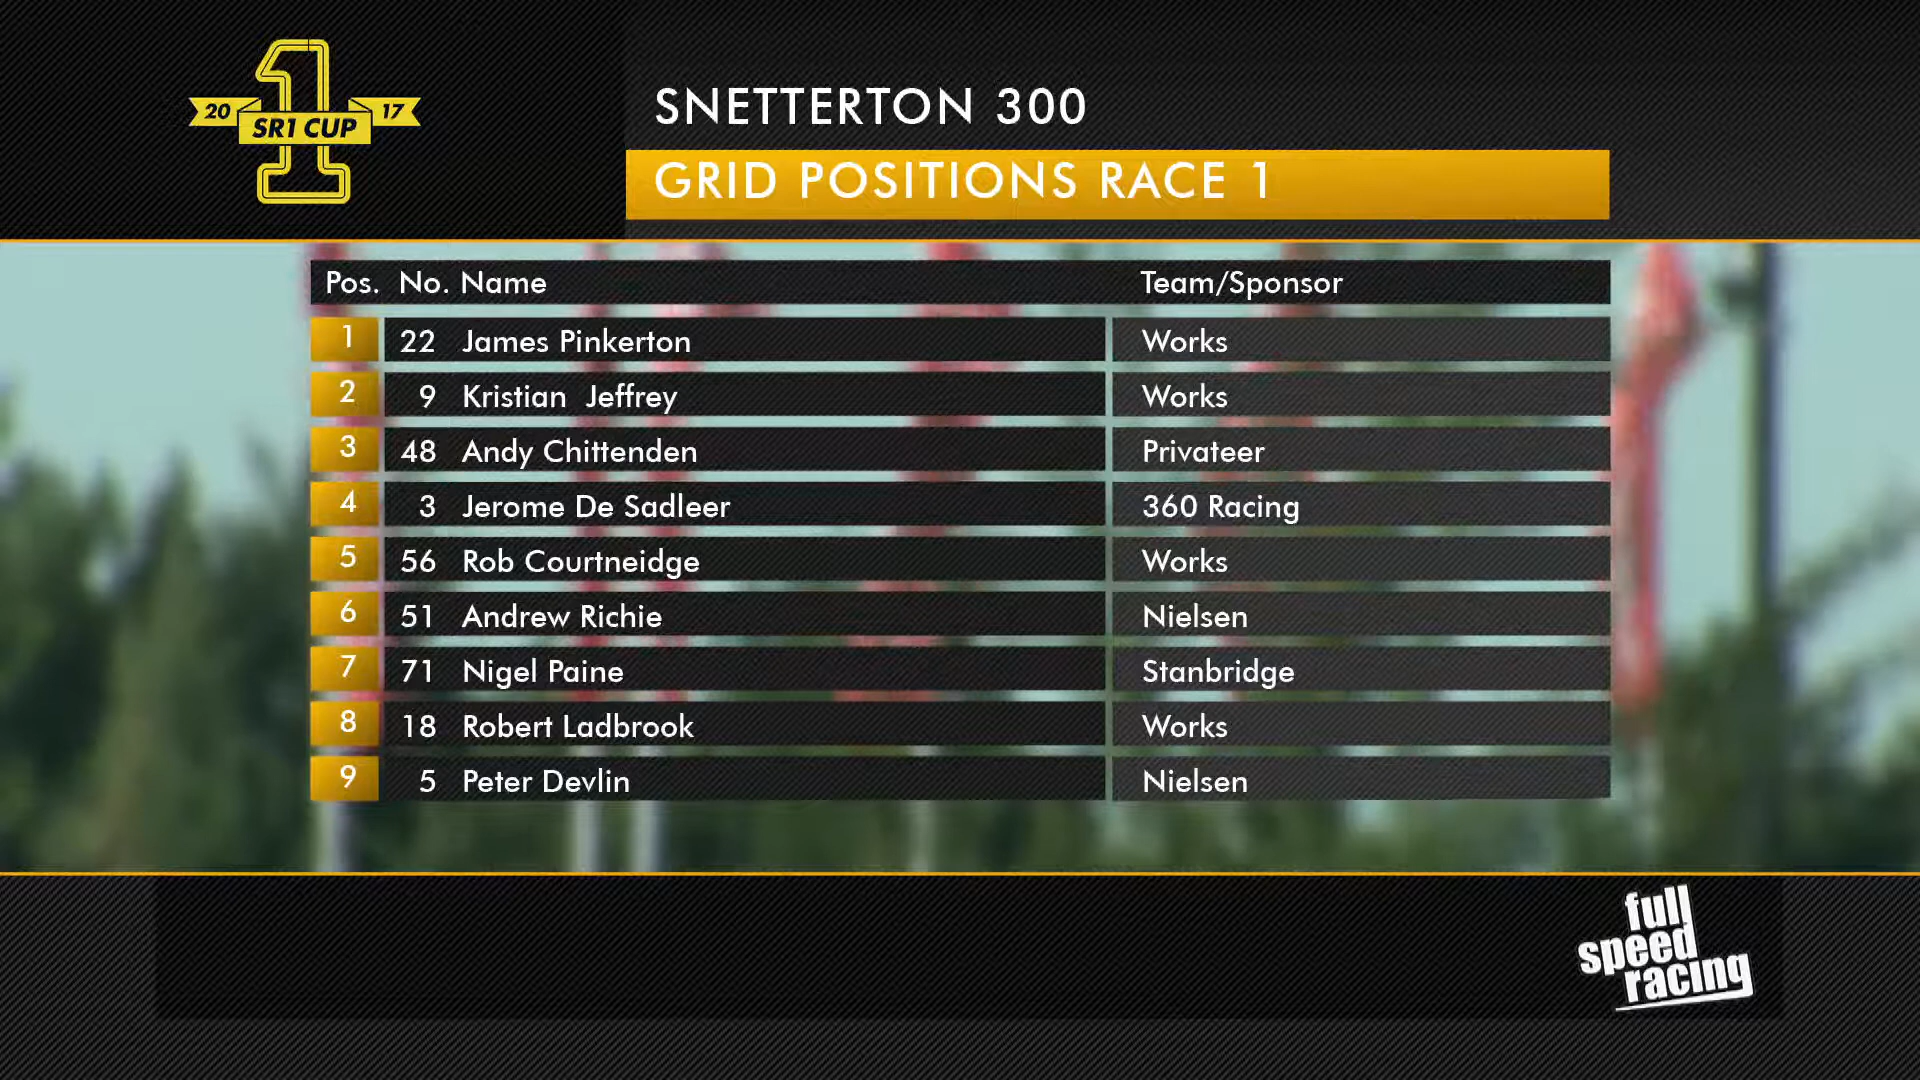 20 SR1 CUP 17
SNETTERTON 300
GRID POSITIONS RACE 1
Pos. No. Name Team/Sponsor
1 22 James Pinkerton Works
2 9 Kristian Jeffrey Works
3 48 Andy Chittenden Privateer
4 3 Jerome De Sadleer 360 Racing
5 56 Rob Courtneidge Works
6 51 Andrew Richie Nielsen
7 71 Nigel Paine Stanbridge
8 18 Robert Ladbrook Works
9 5 Peter Devlin Nielsen
full
speed
racing